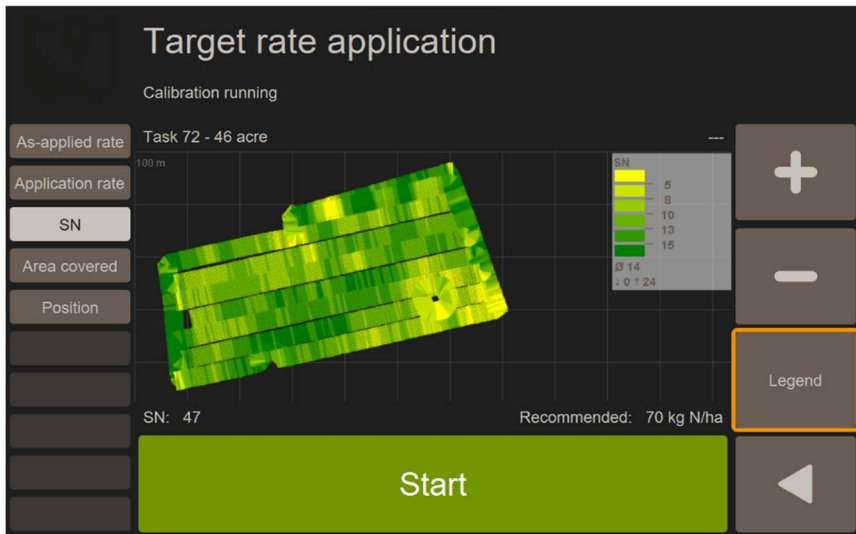 Target rate application
Calibration running
As-applied rate
Application rate
SN
Area covered
Position
Task 72 - 46 acre
---
100 m
SN
5
8
10
13
15
Ø 14
↓ 0 ↑ 24
SN: 47
Recommended: 70 kg N/ha
Start
Legend